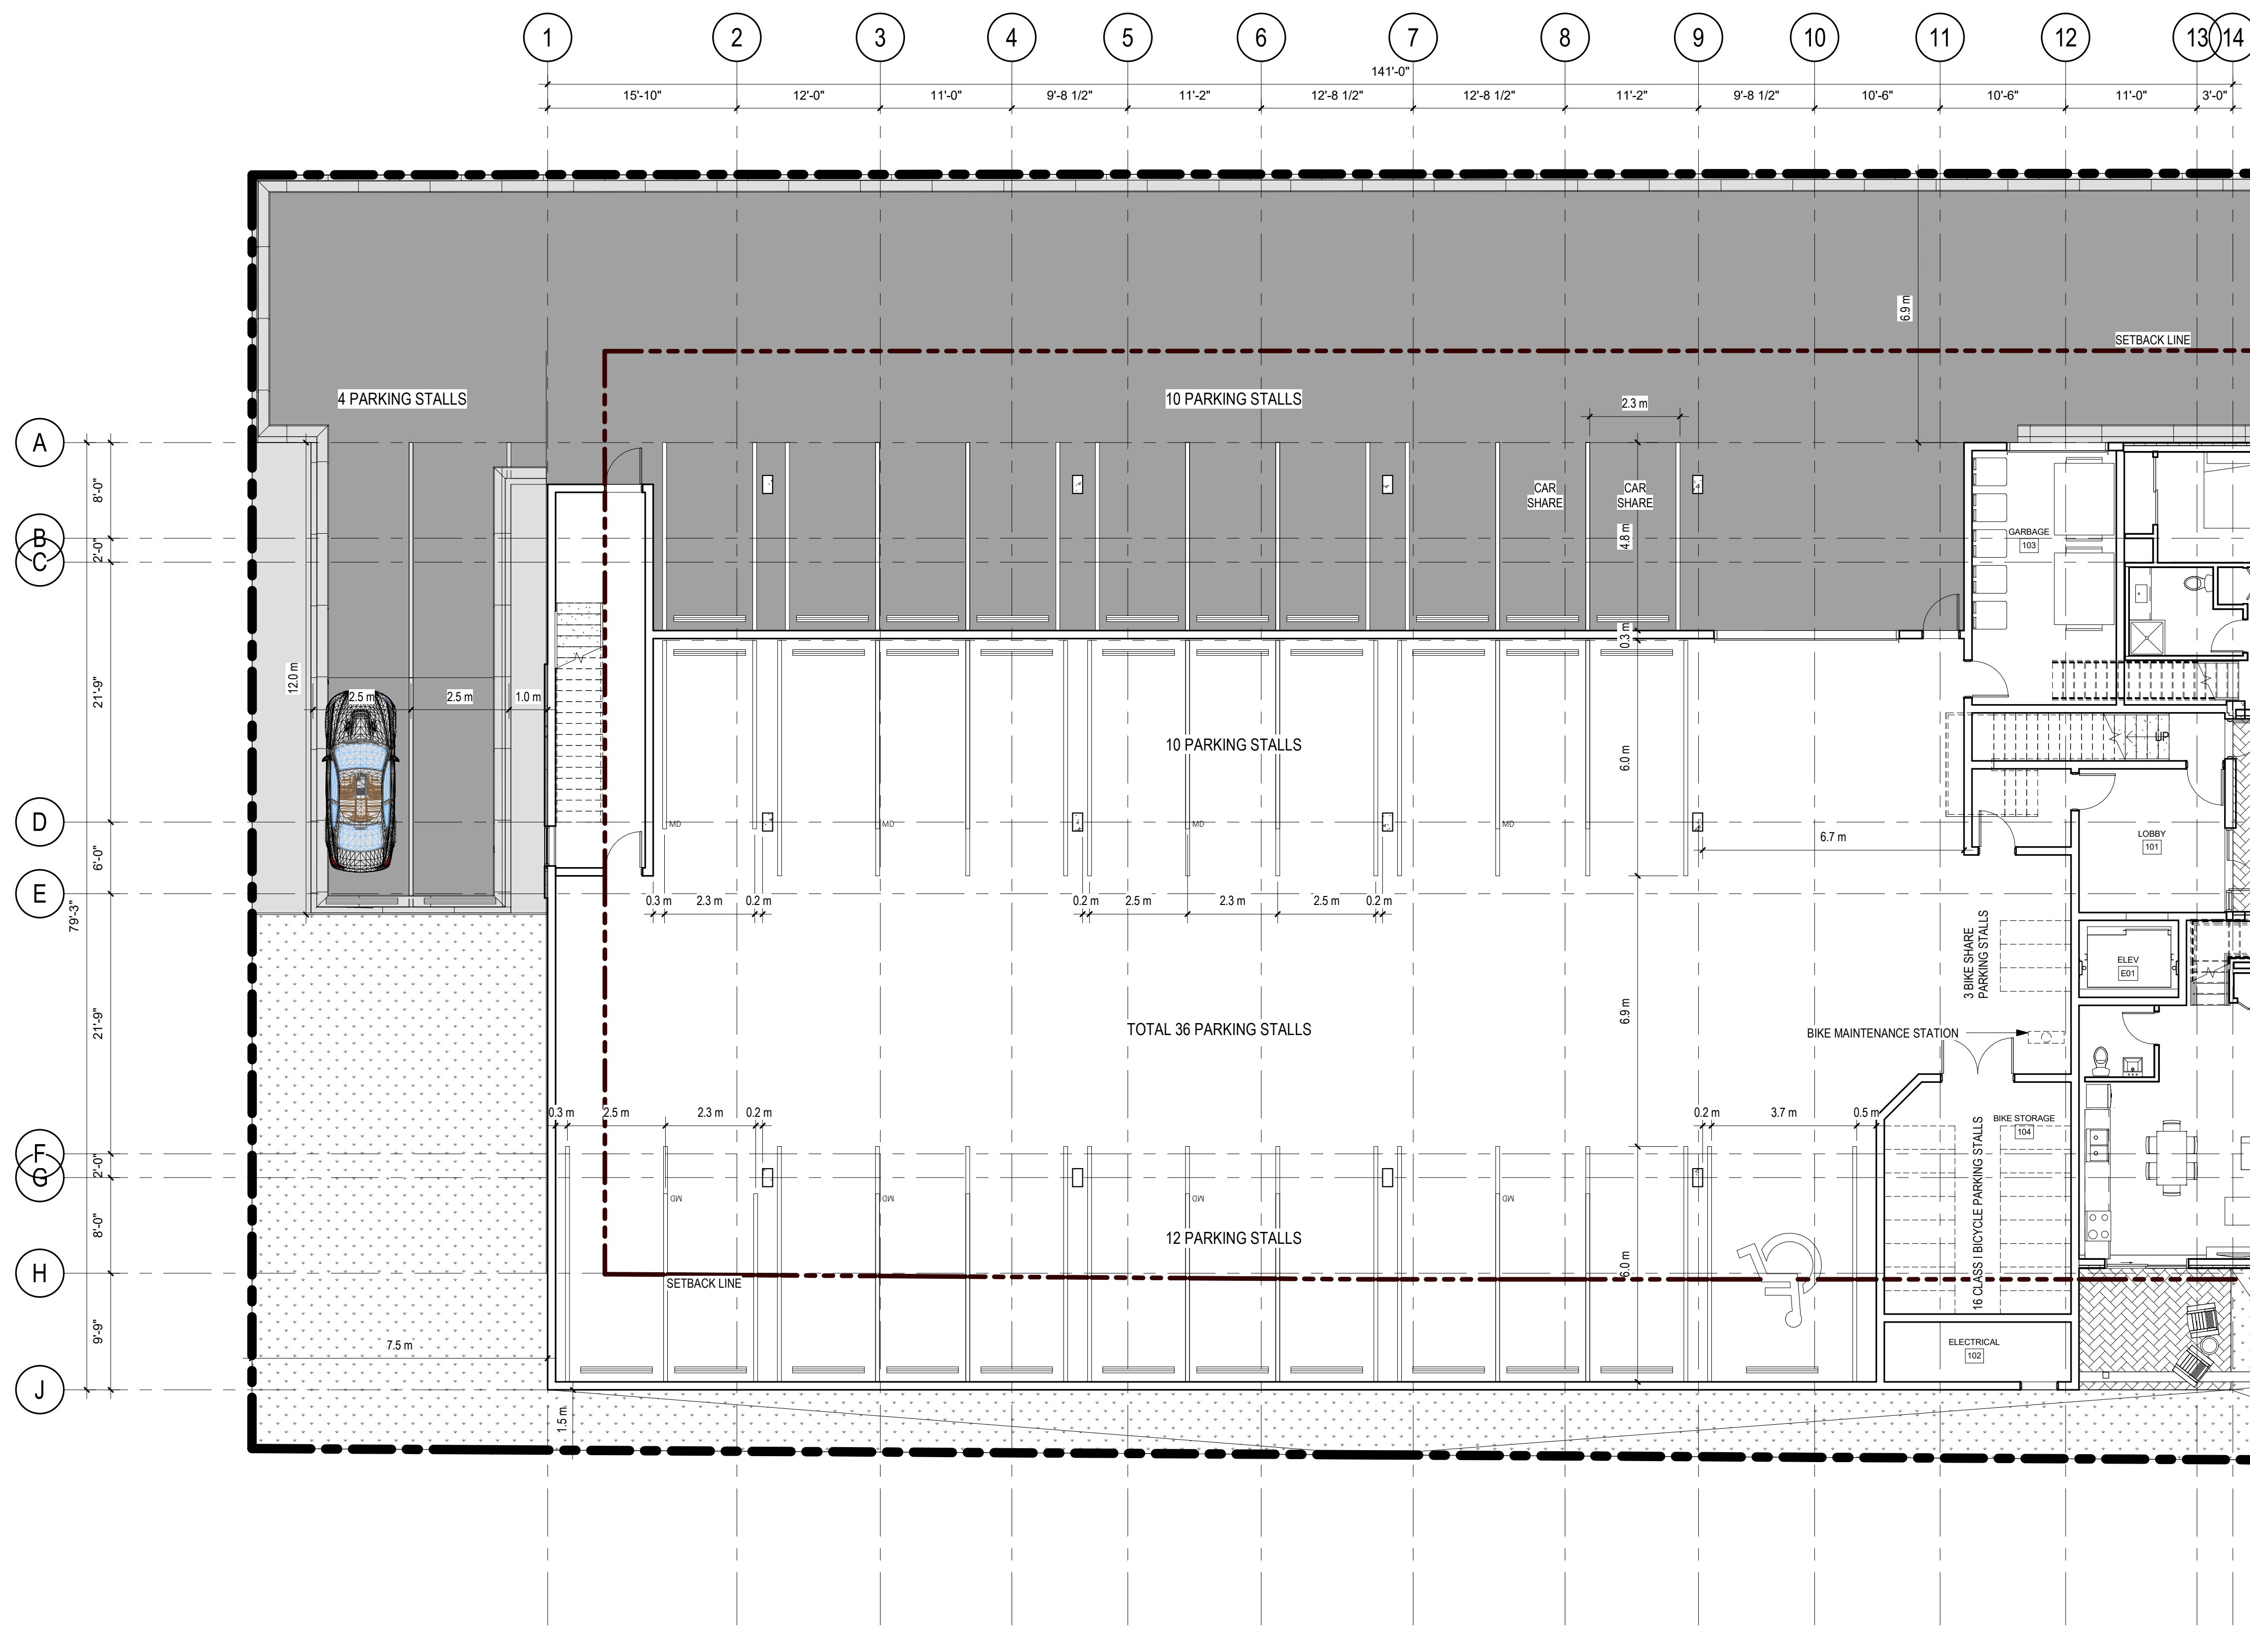 1 2 3 4 5 6 7 8 9 10 11 12 13 14
141'-0"
15'-10" 12'-0" 11'-0" 9'-8 1/2" 11'-2" 12'-8 1/2" 12'-8 1/2" 11'-2" 9'-8 1/2" 10'-6" 10'-6" 11'-0" 3'-0"
6.9 m
SETBACK LINE
4 PARKING STALLS
10 PARKING STALLS
2.3 m
A
8'-0"
CAR
SHARE
CAR
SHARE
4.8 m
B
2'-0"
C
GARBAGE
103
0.3 m
12.0 m
21'-9"
2.5 m
2.5 m
1.0 m
10 PARKING STALLS
6.0 m
UP
D
MD
MD
MD
MD
6.7 m
LOBBY
101
6'-0"
E
79'-3"
0.3 m 2.3 m 0.2 m
0.2 m 2.5 m 2.3 m 2.5 m 0.2 m
3 BIKE SHARE
PARKING STALLS
ELEV
E01
21'-9"
6.9 m
TOTAL 36 PARKING STALLS
BIKE MAINTENANCE STATION
0.3 m 2.5 m 2.3 m 0.2 m
0.2 m 3.7 m 0.5 m
BIKE STORAGE
104
16 CLASS I BICYCLE PARKING STALLS
F
2'-0"
G
MD
MD
MD
MD
8'-0"
12 PARKING STALLS
6.0 m
H
SETBACK LINE
9'-9"
7.5 m
ELECTRICAL
102
J
1.5 m